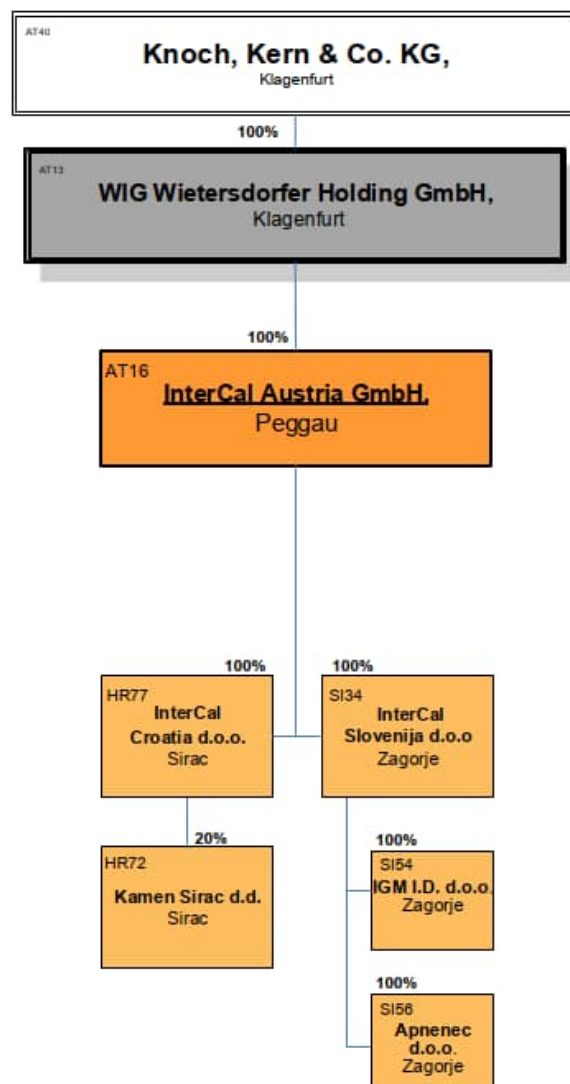 AT40
Knoch, Kern & Co. KG,
Klagenfurt
100%
AT13
WIG Wietersdorfer Holding GmbH,
Klagenfurt
100%
AT16
InterCal Austria GmbH,
Peggau
100%
HR77
InterCal
Croatia d.o.o.
Sirac
100%
SI34
InterCal
Slovenija d.o.o
Zagorje
20%
HR72
Kamen Sirac d.d.
Sirac
100%
SI54
IGM I.D. d.o.o.
Zagorje
100%
SI56
Apnenec
d.o.o.
Zagorje